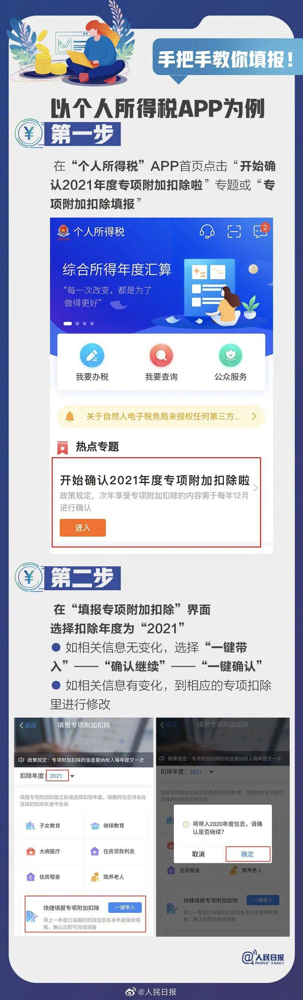 手把手教你填报！
以个人所得税APP为例
¥ 第一步
在“个人所得税”APP首页点击“开始确
认2021年度专项附加扣除啦”专题或“专
项附加扣除填报”
个人所得税
2
综合所得年度汇算
“每一次改变，都是为了
做得更好”
我要办税 我要查询 公众服务
关于自然人电子税务局未授权任何第三方...
热点专题
开始确认2021年度专项附加扣除啦
政策规定，次年享受专项附加扣除的内容需于每年12月
进行确认
进入
¥ 第二步
在“填报专项附加扣除”界面
选择扣除年度为“2021”
● 如相关信息无变化，选择“一键带
入”——“确认继续”——“一键确认”
● 如相关信息有变化，到相应的专项扣除
里进行修改
返回 填报专项附加扣除
政策规定：专项附加扣除的信息需纳税人每年提交一次
扣除年度：2021
填报专项附加扣除之前请选择扣除年度，填报的信息将会在
选择的扣除年度中生效
子女教育 继续教育
大病医疗 住房贷款利息
住房租金 赡养老人
快捷填报专项附加扣除 一键带入
将上一年度已填报的扣除信息在本年度继续填
报，确认后即可完成填报
返回 填报专项附加扣除
政策规定：专项附加扣除的信息需纳税人每年提交一次
扣除年度：2021
填报专项附加扣除之前请选择扣除年度，填报的信息将会在
选择的扣除年度中生效
将带入2020年度信息，请确
认是否继续？
取消 确定
住房租金 赡养老人
快捷填报专项附加扣除 一键带入
将上一年度已填报的扣除信息在本年度继续填
报，确认后即可完成填报
@人民日报
PEOPLE'S DAILY
@人民日报